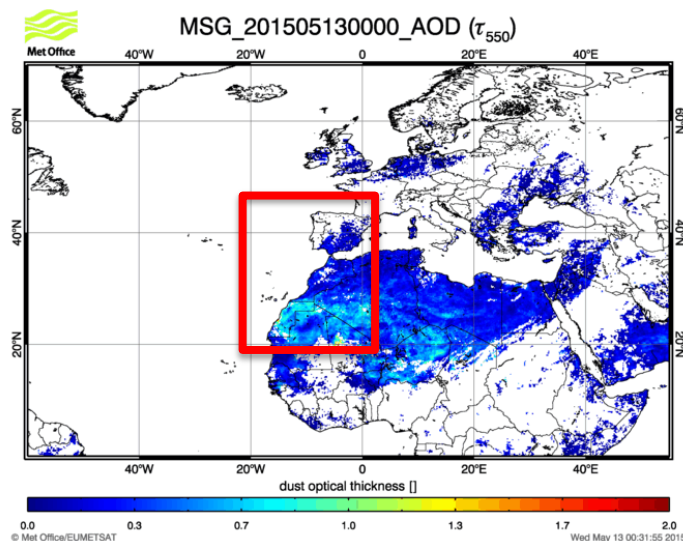 Met Office
MSG_201505130000_AOD (τ550)
40°W 20°W 0 20°E 40°E
60°N 60°N
40°N 40°N
20°N 20°N
40°W 20°W 0 20°E 40°E
dust optical thickness []
0.0 0.3 0.7 1.0 1.3 1.7 2.0
© Met Office/EUMETSAT Wed May 13 00:31:55 2015